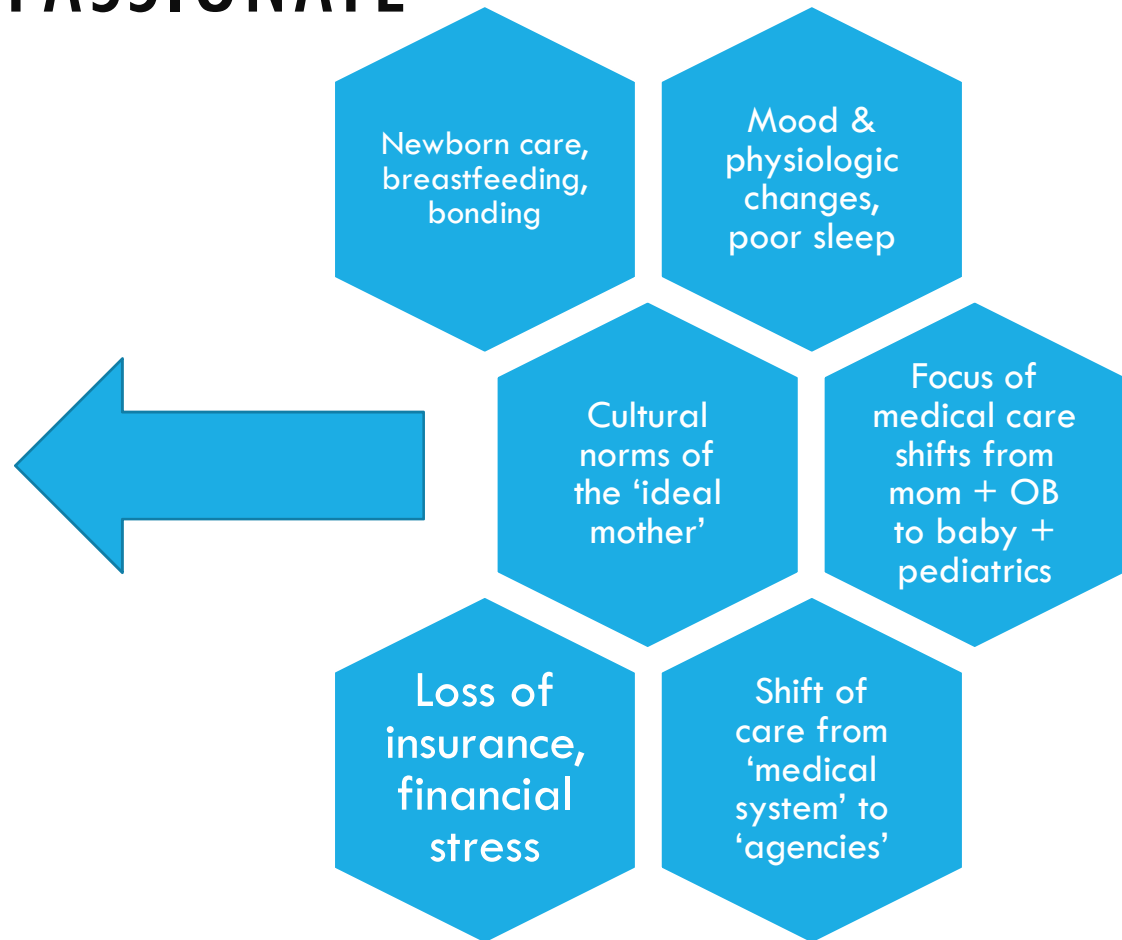 PASSIONATE
Newborn care,
breastfeeding,
bonding
Mood &
physiologic
changes,
poor sleep
Cultural
norms of
the ‘ideal
mother’
Focus of
medical care
shifts from
mom + OB
to baby +
pediatrics
Loss of
insurance,
financial
stress
Shift of
care from
‘medical
system’ to
‘agencies’